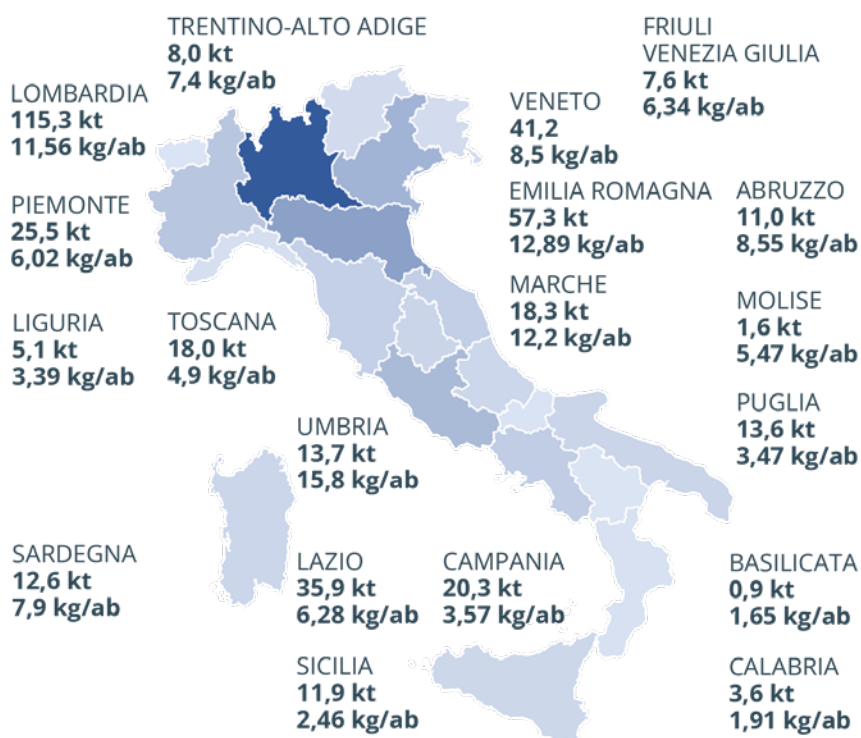 TRENTINO-ALTO ADIGE
8,0 kt
7,4 kg/ab
FRIULI
VENEZIA GIULIA
7,6 kt
6,34 kg/ab
LOMBARDIA
115,3 kt
11,56 kg/ab
VENETO
41,2
8,5 kg/ab
PIEMONTE
25,5 kt
6,02 kg/ab
EMILIA ROMAGNA
57,3 kt
12,89 kg/ab
ABRUZZO
11,0 kt
8,55 kg/ab
MARCHE
18,3 kt
12,2 kg/ab
MOLISE
1,6 kt
5,47 kg/ab
LIGURIA
5,1 kt
3,39 kg/ab
TOSCANA
18,0 kt
4,9 kg/ab
PUGLIA
13,6 kt
3,47 kg/ab
UMBRIA
13,7 kt
15,8 kg/ab
SARDEGNA
12,6 kt
7,9 kg/ab
LAZIO
35,9 kt
6,28 kg/ab
CAMPANIA
20,3 kt
3,57 kg/ab
BASILICATA
0,9 kt
1,65 kg/ab
SICILIA
11,9 kt
2,46 kg/ab
CALABRIA
3,6 kt
1,91 kg/ab